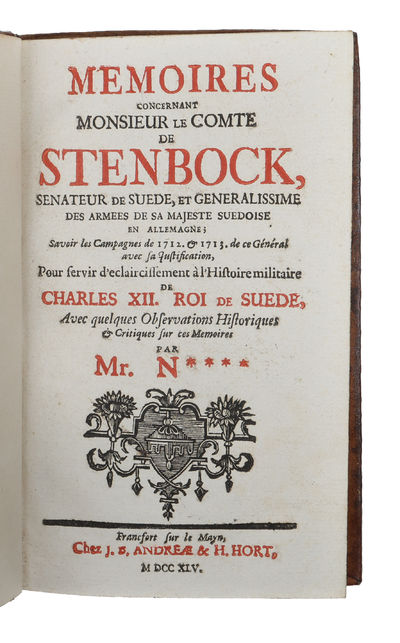 MEMOIRES
CONCERNANT
MONSIEUR LE COMTE
DE
STENBOCK,
SENATEUR DE SUEDE, ET GENERALISSIME
DES ARMEES DE SA MAJESTE SUEDOISE
EN ALLEMAGNE;
Savoir les Campagnes de 1712. & 1713. de ce Général
avec sa Justification,
Pour servir d'eclaircissement à l'Histoire militaire
DE
CHARLES XII. ROI DE SUEDE,
Avec quelques Observations Historiques
& Critiques sur ces Memoires
PAR
Mr. N****
Francfort sur le Mayn,
Chez J. B. ANDREÆ & H. HORT,
M DCC XLV.